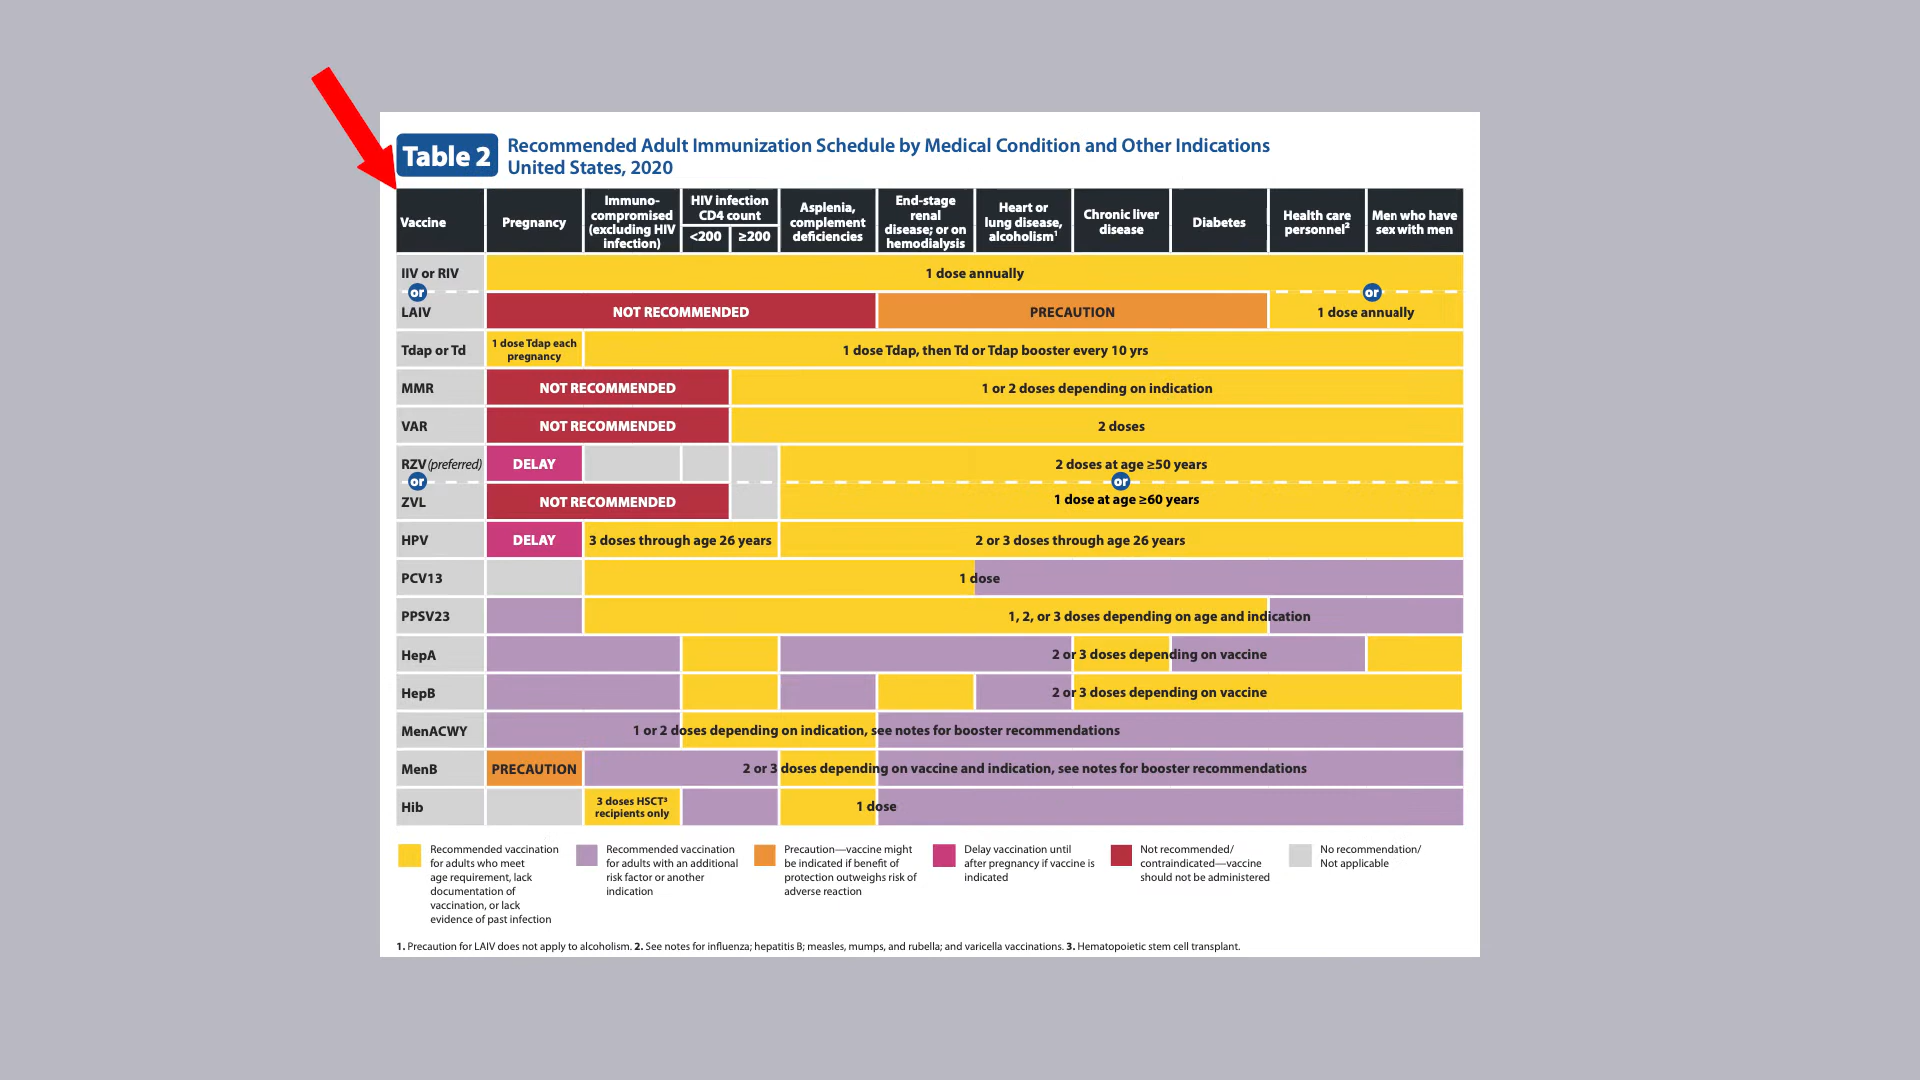 Table 2
Recommended Adult Immunization Schedule by Medical Condition and Other Indications
United States, 2020
Vaccine
Pregnancy
Immuno-
compromised
(excluding HIV
infection)
HIV infection
CD4 count
<200
≥200
Asplenia,
complement
deficiencies
End-stage
renal
disease; or on
hemodialysis
Heart or
lung disease,
alcoholism¹
Chronic liver
disease
Diabetes
Health care
personnel²
Men who have
sex with men
IIV or RIV
1 dose annually
or
or
LAIV
NOT RECOMMENDED
PRECAUTION
1 dose annually
Tdap or Td
1 dose Tdap each
pregnancy
1 dose Tdap, then Td or Tdap booster every 10 yrs
MMR
NOT RECOMMENDED
1 or 2 doses depending on indication
VAR
NOT RECOMMENDED
2 doses
RZV (preferred)
DELAY
2 doses at age ≥50 years
or
or
ZVL
NOT RECOMMENDED
1 dose at age ≥60 years
HPV
DELAY
3 doses through age 26 years
2 or 3 doses through age 26 years
PCV13
1 dose
PPSV23
1, 2, or 3 doses depending on age and indication
HepA
2 or 3 doses depending on vaccine
HepB
2 or 3 doses depending on vaccine
MenACWY
1 or 2 doses depending on indication, see notes for booster recommendations
MenB
PRECAUTION
2 or 3 doses depending on vaccine and indication, see notes for booster recommendations
Hib
3 doses HSCT³
recipients only
1 dose
Recommended vaccination
for adults who meet
age requirement, lack
documentation of
vaccination, or lack
evidence of past infection
Recommended vaccination
for adults with an additional
risk factor or another
indication
Precaution—vaccine might
be indicated if benefit of
protection outweighs risk of
adverse reaction
Delay vaccination until
after pregnancy if vaccine is
indicated
Not recommended/
contraindicated—vaccine
should not be administered
No recommendation/
Not applicable
1. Precaution for LAIV does not apply to alcoholism. 2. See notes for influenza; hepatitis B; measles, mumps, and rubella; and varicella vaccinations. 3. Hematopoietic stem cell transplant.